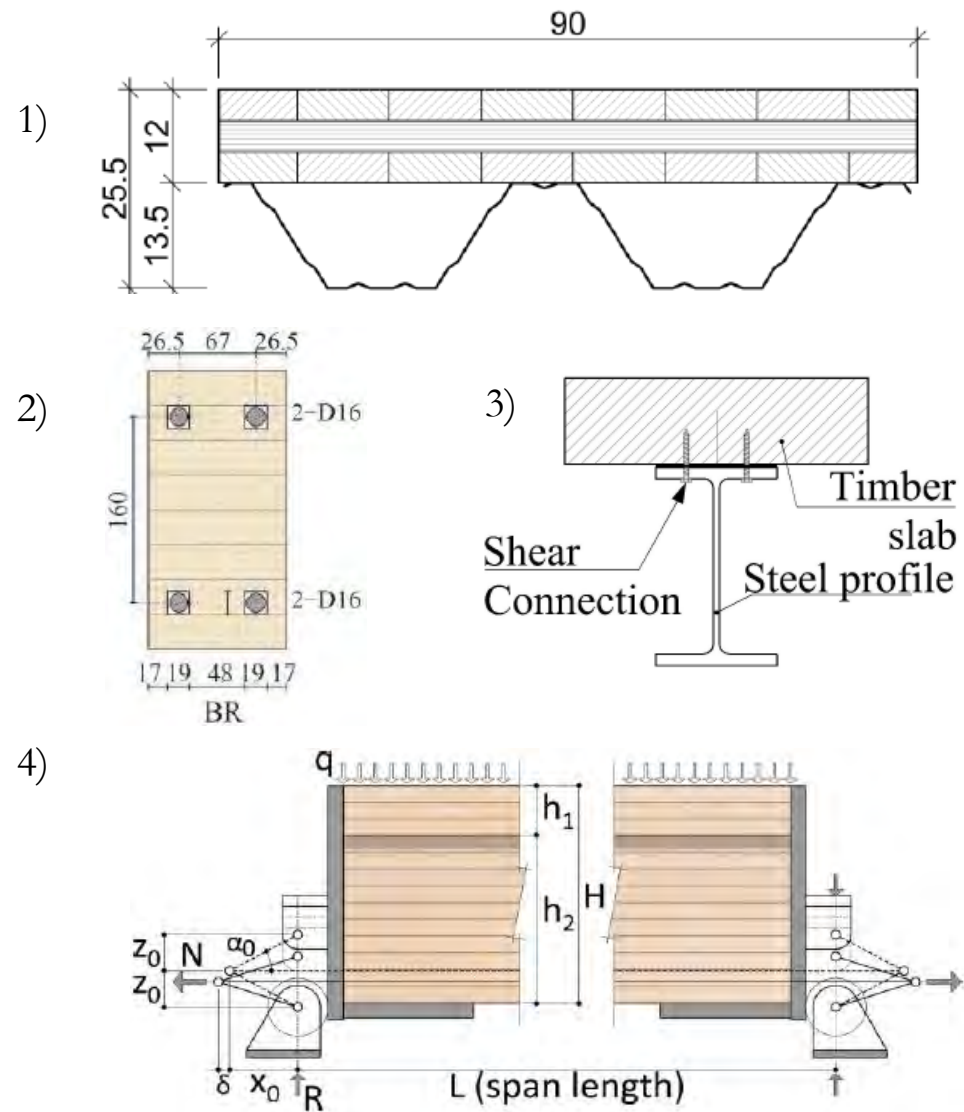 1)
90
25.5
12
13.5
2)
26.5 67 26.5
2-D16
160
2-D16
17 19 48 19 17
BR
3)
Timber
slab
Shear
Connection
Steel profile
4)
q
h1
h2
H
z0
z0
N
α0
δ
x0
R
L (span length)